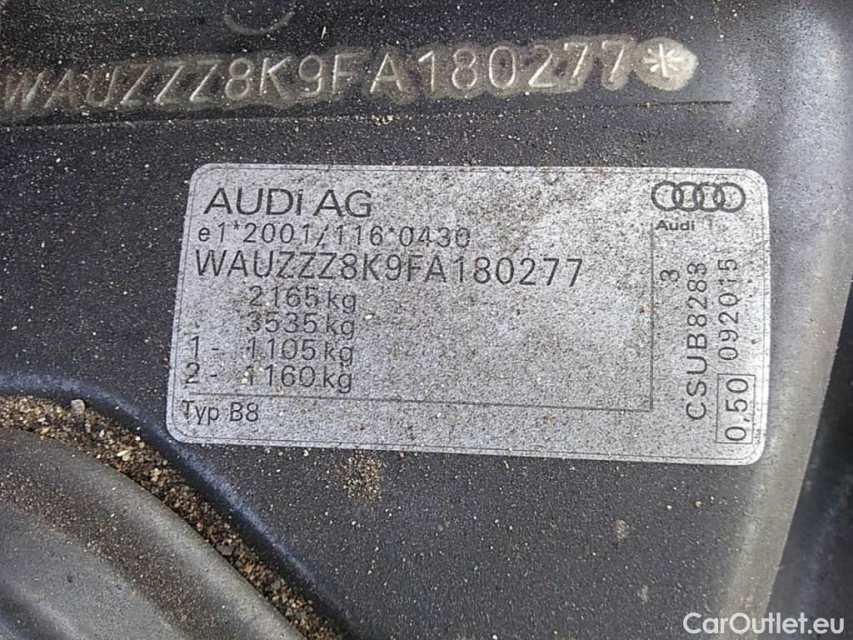 WAUZZZ8K9FA180277*
AUDI AG
e1*2001/116*0430
WAUZZZ8K9FA180277
2165 kg
3535 kg
1 - 1105 kg
2 - 1160 kg
Typ B8
Audi
3
CSUB8283
0,50 092015
CarOutlet.eu